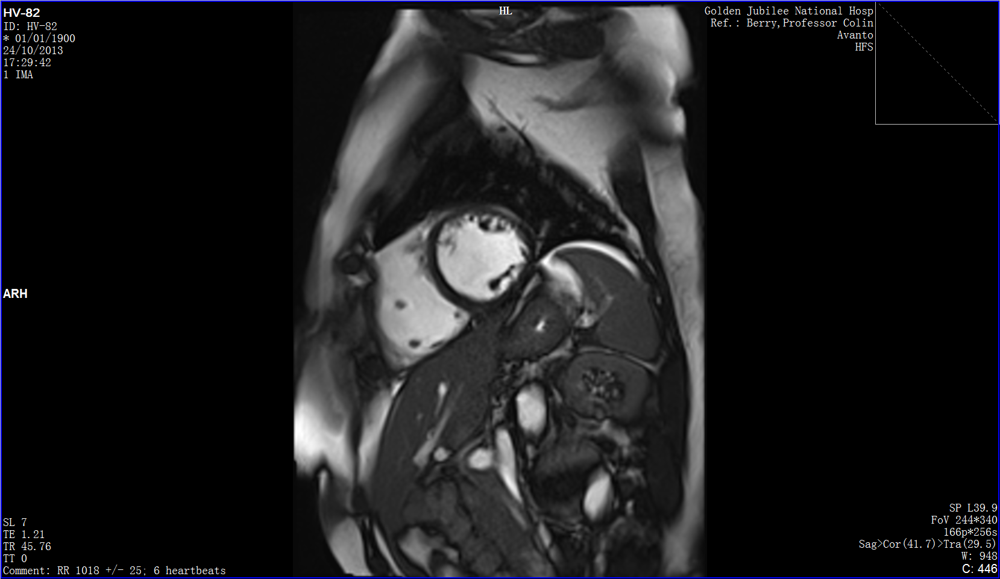 HV-82
ID: HV-82
* 01/01/1900
24/10/2013
17:29:42
1 IMA
HL
Golden Jubilee National Hosp
Ref.: Berry,Professor Colin
Avanto
HFS
ARH
SL 7
TE 1.21
TR 45.76
TT 0
Comment: RR 1018 +/- 25; 6 heartbeats
SP L39.9
FoV 244*340
166p*256s
Sag>Cor(41.7)>Tra(29.5)
W: 948
C: 446